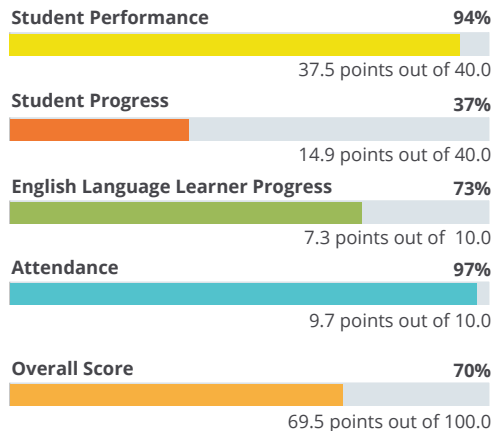 Student Performance 94%
37.5 points out of 40.0
Student Progress 37%
14.9 points out of 40.0
English Language Learner Progress 73%
7.3 points out of 10.0
Attendance 97%
9.7 points out of 10.0
Overall Score 70%
69.5 points out of 100.0